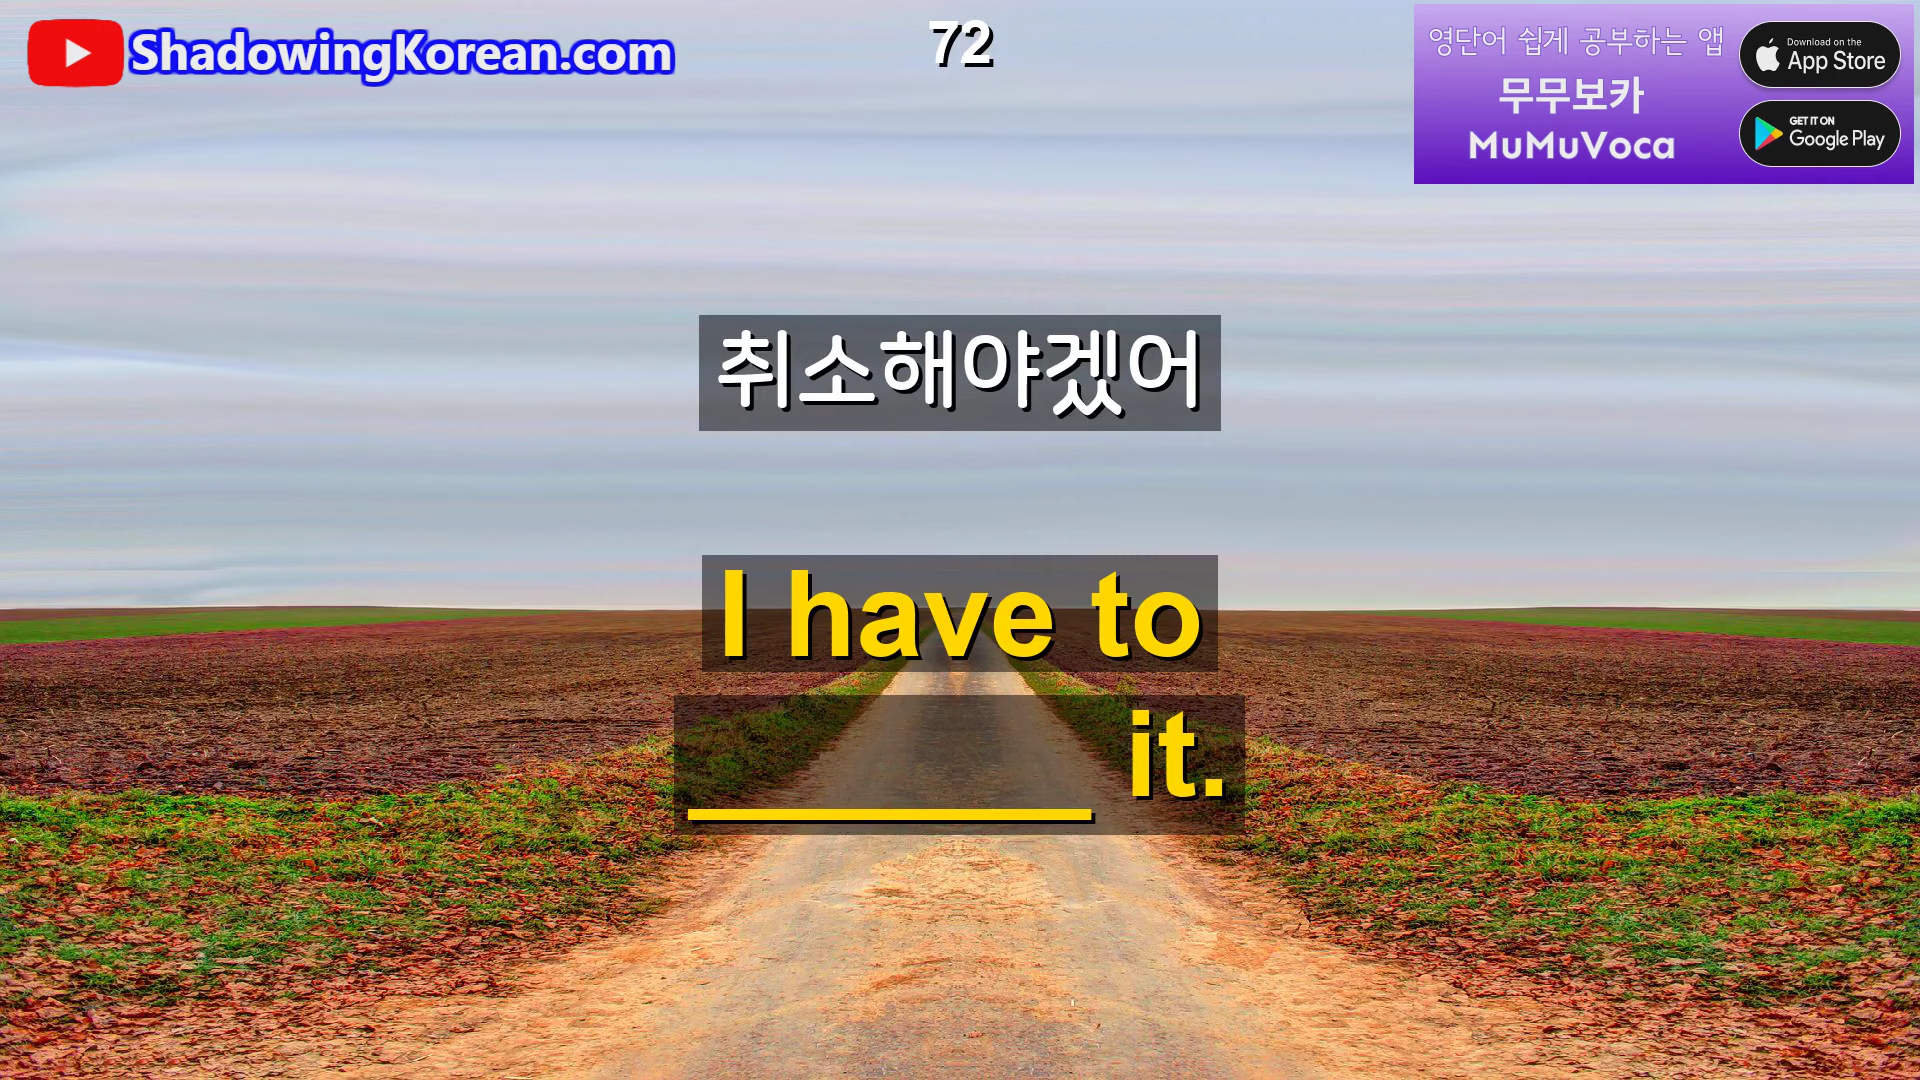 ShadowingKorean.com
72
영단어 쉽게 공부하는 앱
무무보카
MuMuVoca
Download on the
App Store
GET IT ON
Google Play
취소해야겠어
I have to
__________ it.